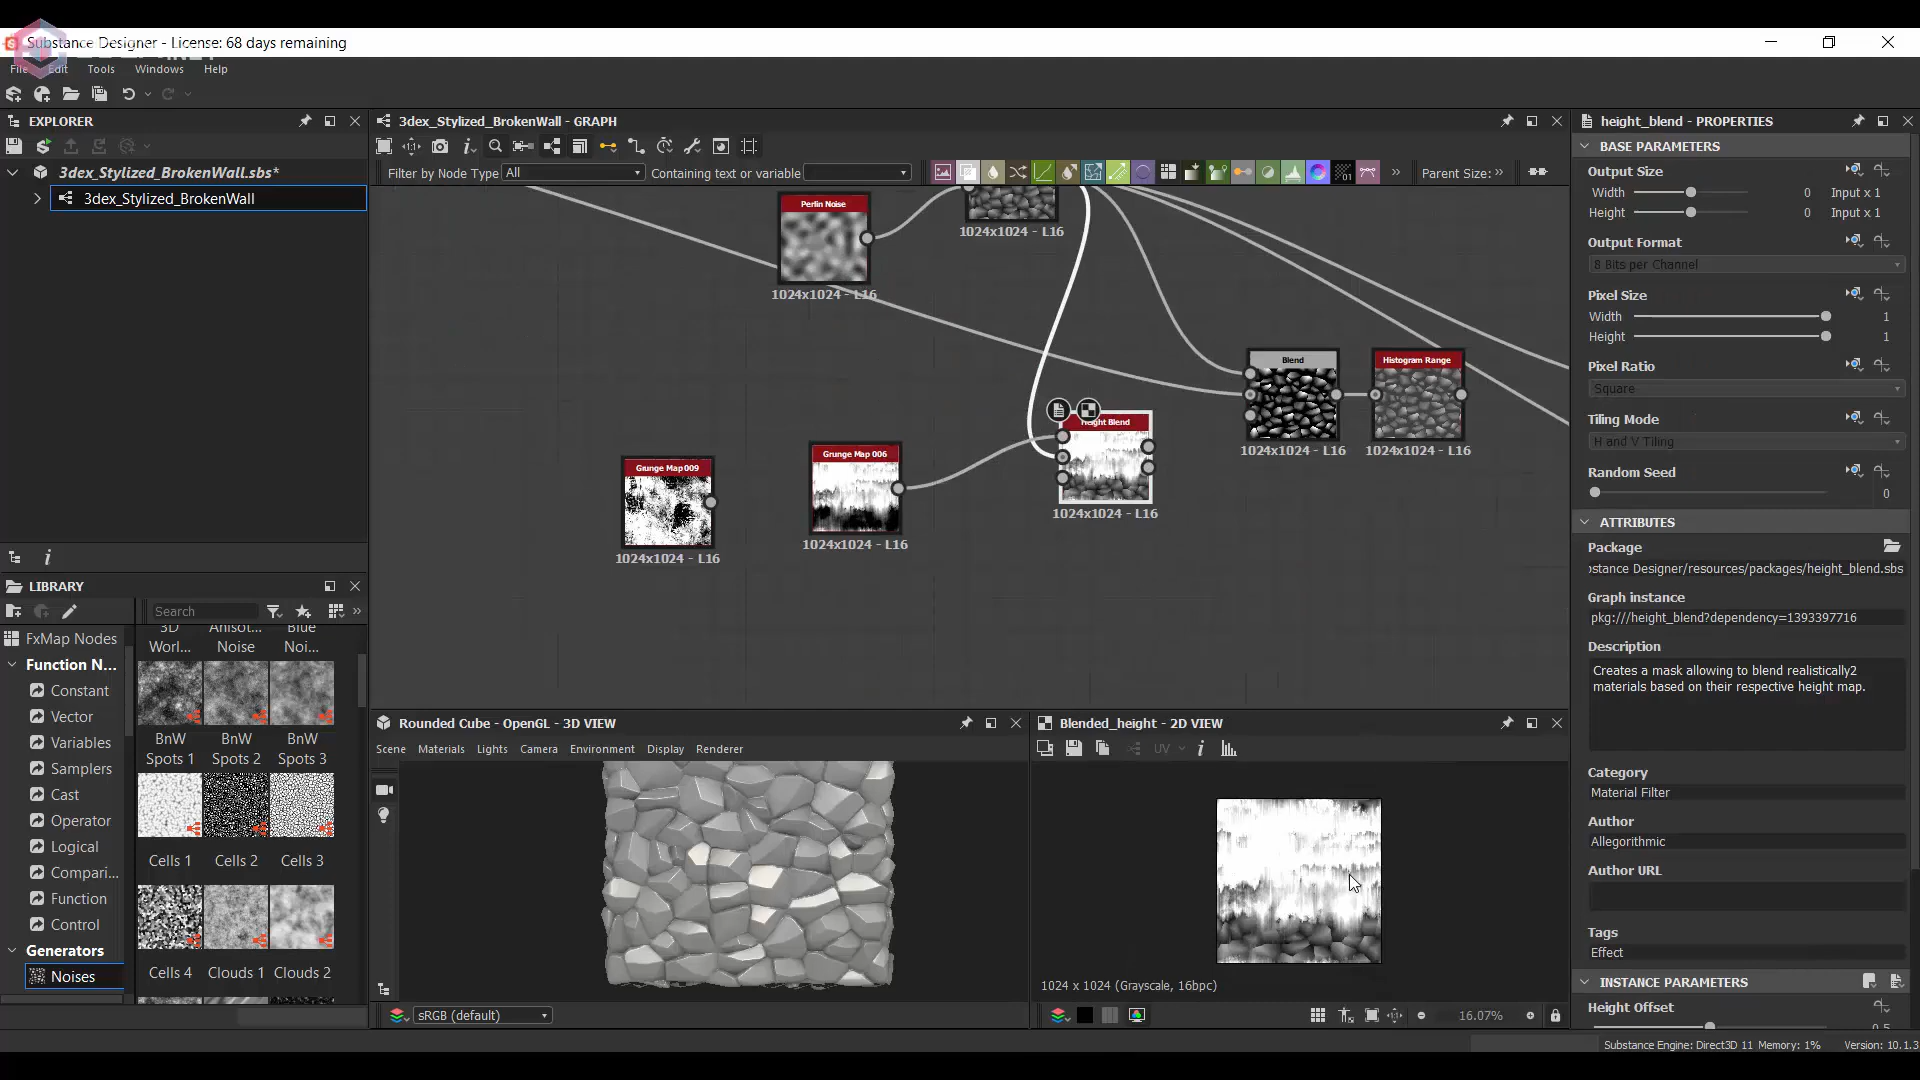 Substance Designer - License: 68 days remaining
File Edit Tools Windows Help
EXPLORER
3dex_Stylized_BrokenWall.sbs*
3dex_Stylized_BrokenWall
LIBRARY
Search
FxMap Nodes
Function N...
Constant
Vector
Variables
Samplers
Cast
Operator
Logical
Compari...
Function
Control
Generators
Noises
3D Worl...
Anisot... Noise
Blue Noi...
BnW Spots 1
BnW Spots 2
BnW Spots 3
Cells 1
Cells 2
Cells 3
Cells 4
Clouds 1
Clouds 2
3dex_Stylized_BrokenWall - GRAPH
Filter by Node Type All
Containing text or variable
Parent Size: »
Perlin Noise
1024x1024 - L16
1024x1024 - L16
Blend
1024x1024 - L16
Histogram Range
1024x1024 - L16
Height Blend
1024x1024 - L16
Grunge Map 006
1024x1024 - L16
Grunge Map 009
1024x1024 - L16
Rounded Cube - OpenGL - 3D VIEW
Scene Materials Lights Camera Environment Display Renderer
sRGB (default)
Blended_height - 2D VIEW
UV
1024 x 1024 (Grayscale, 16bpc)
16.07%
height_blend - PROPERTIES
BASE PARAMETERS
Output Size
Width 0 Input x 1
Height 0 Input x 1
Output Format
8 Bits per Channel
Pixel Size
Width 1
Height 1
Pixel Ratio
Square
Tiling Mode
H and V Tiling
Random Seed
0
ATTRIBUTES
Package
stance Designer/resources/packages/height_blend.sbs
Graph instance
pkg:///height_blend?dependency=1393397716
Description
Creates a mask allowing to blend realistically2
materials based on their respective height map.
Category
Material Filter
Author
Allegorithmic
Author URL
Tags
Effect
INSTANCE PARAMETERS
Height Offset
0.5
Substance Engine: Direct3D 11 Memory: 1% Version: 10.1.3